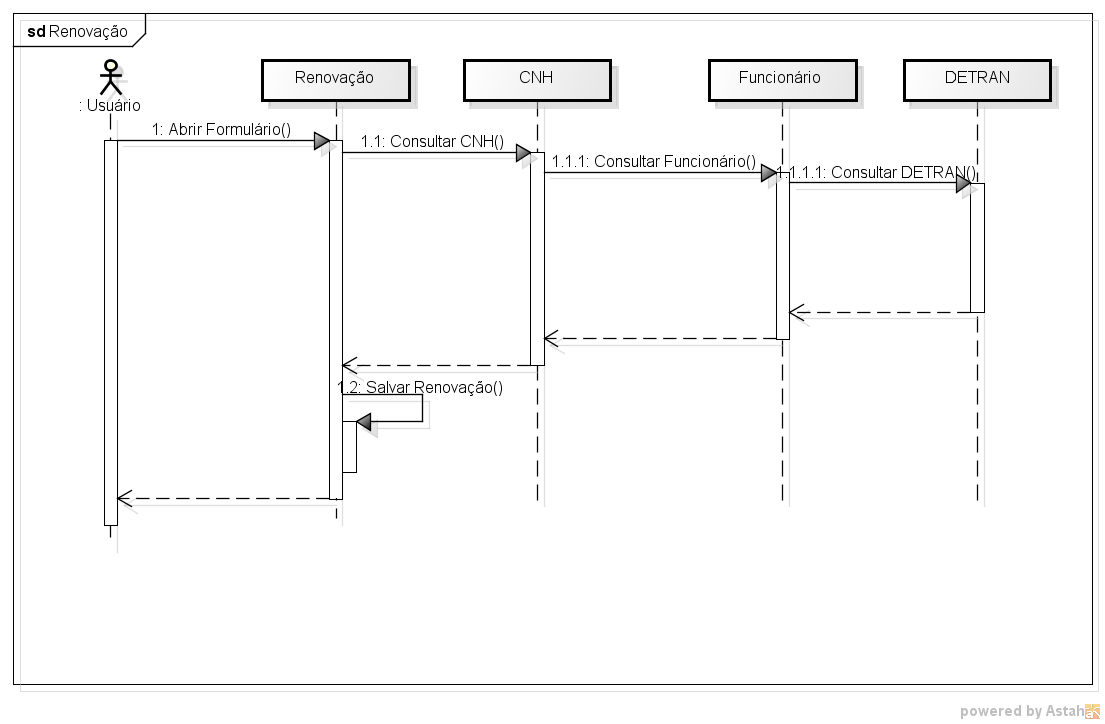 sd Renovação
: Usuário
Renovação
CNH
Funcionário
DETRAN
1: Abrir Formulário()
1.1: Consultar CNH()
1.1.1: Consultar Funcionário()
1.1.1.1: Consultar DETRAN()
1.2: Salvar Renovação()
powered by Astah